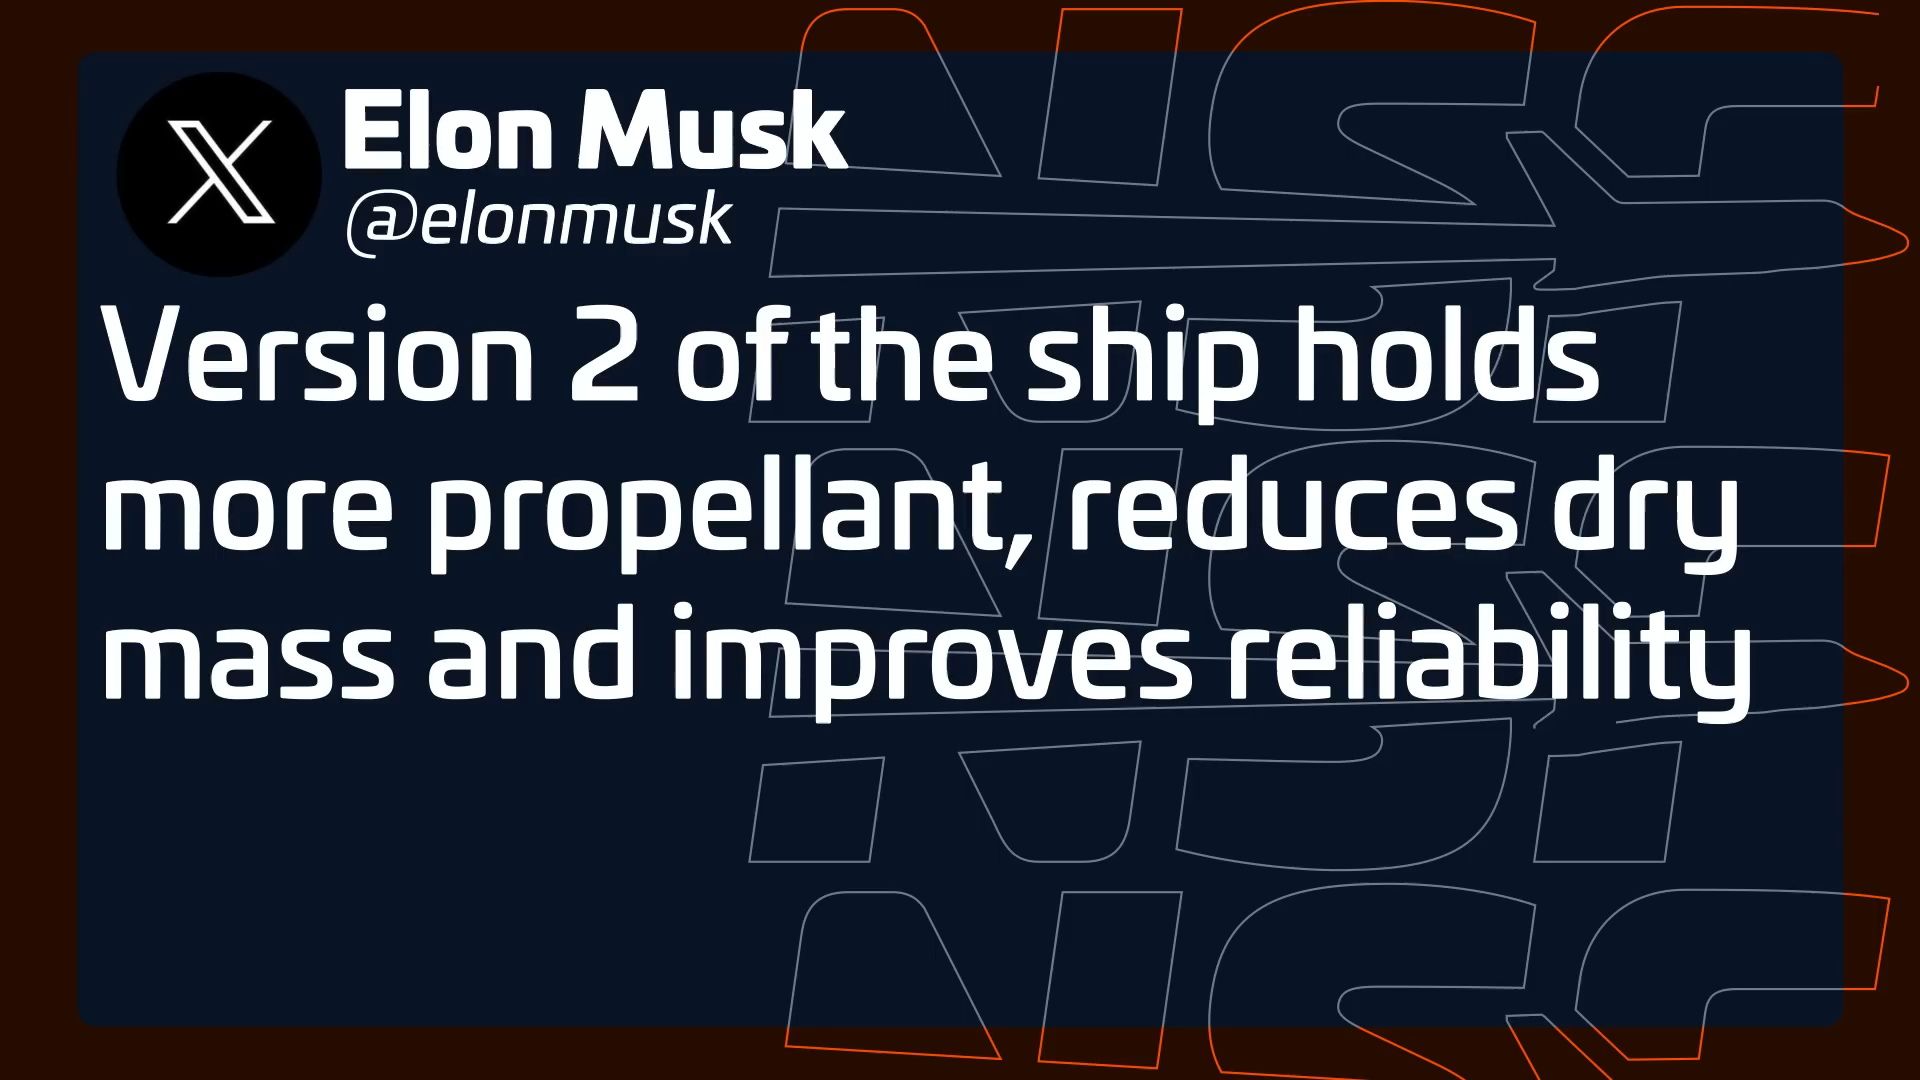 Elon Musk
@elonmusk
Version 2 of the ship holds
more propellant, reduces dry
mass and improves reliability